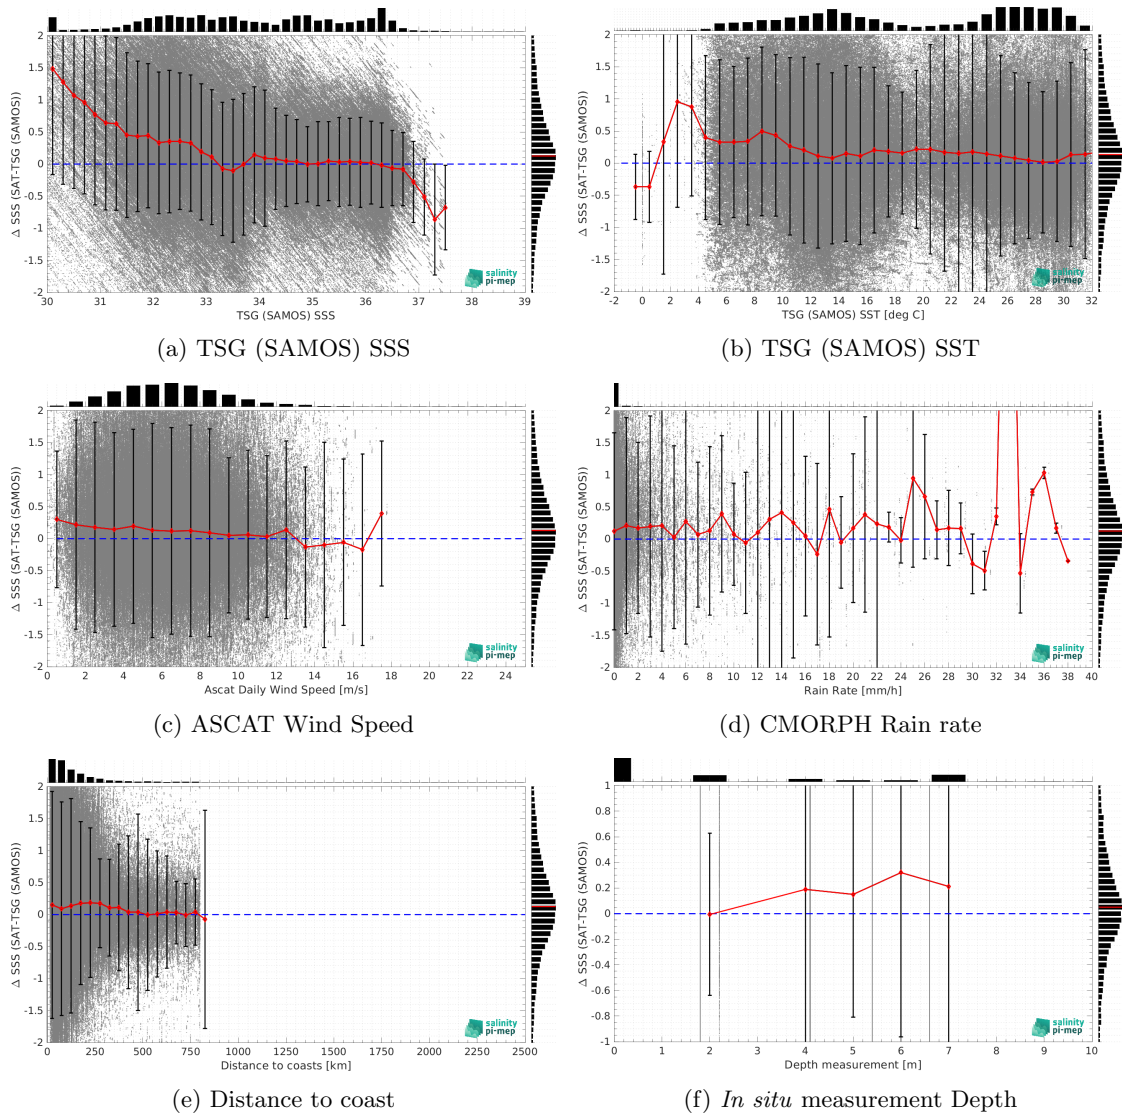 2
1.5
1
0.5
0
-0.5
-1
-1.5
-2
Δ SSS (SAT-TSG (SAMOS))
30 31 32 33 34 35 36 37 38 39
TSG (SAMOS) SSS
salinity
pi-mep
(a) TSG (SAMOS) SSS
2
1.5
1
0.5
0
-0.5
-1
-1.5
-2
Δ SSS (SAT-TSG (SAMOS))
-2 0 2 4 6 8 10 12 14 16 18 20 22 24 26 28 30 32
TSG (SAMOS) SST [deg C]
salinity
pi-mep
(b) TSG (SAMOS) SST
2
1.5
1
0.5
0
-0.5
-1
-1.5
-2
Δ SSS (SAT-TSG (SAMOS))
0 2 4 6 8 10 12 14 16 18 20 22 24
Ascat Daily Wind Speed [m/s]
salinity
pi-mep
(c) ASCAT Wind Speed
2
1.5
1
0.5
0
-0.5
-1
-1.5
-2
Δ SSS (SAT-TSG (SAMOS))
0 2 4 6 8 10 12 14 16 18 20 22 24 26 28 30 32 34 36 38 40
Rain Rate [mm/h]
salinity
pi-mep
(d) CMORPH Rain rate
2
1.5
1
0.5
0
-0.5
-1
-1.5
-2
Δ SSS (SAT-TSG (SAMOS))
0 250 500 750 1000 1250 1500 1750 2000 2250 2500
Distance to coasts [km]
salinity
pi-mep
(e) Distance to coast
1
0.8
0.6
0.4
0.2
0
-0.2
-0.4
-0.6
-0.8
-1
Δ SSS (SAT-TSG (SAMOS))
0 1 2 3 4 5 6 7 8 9 10
Depth measurement [m]
salinity
pi-mep
(f) In situ measurement Depth